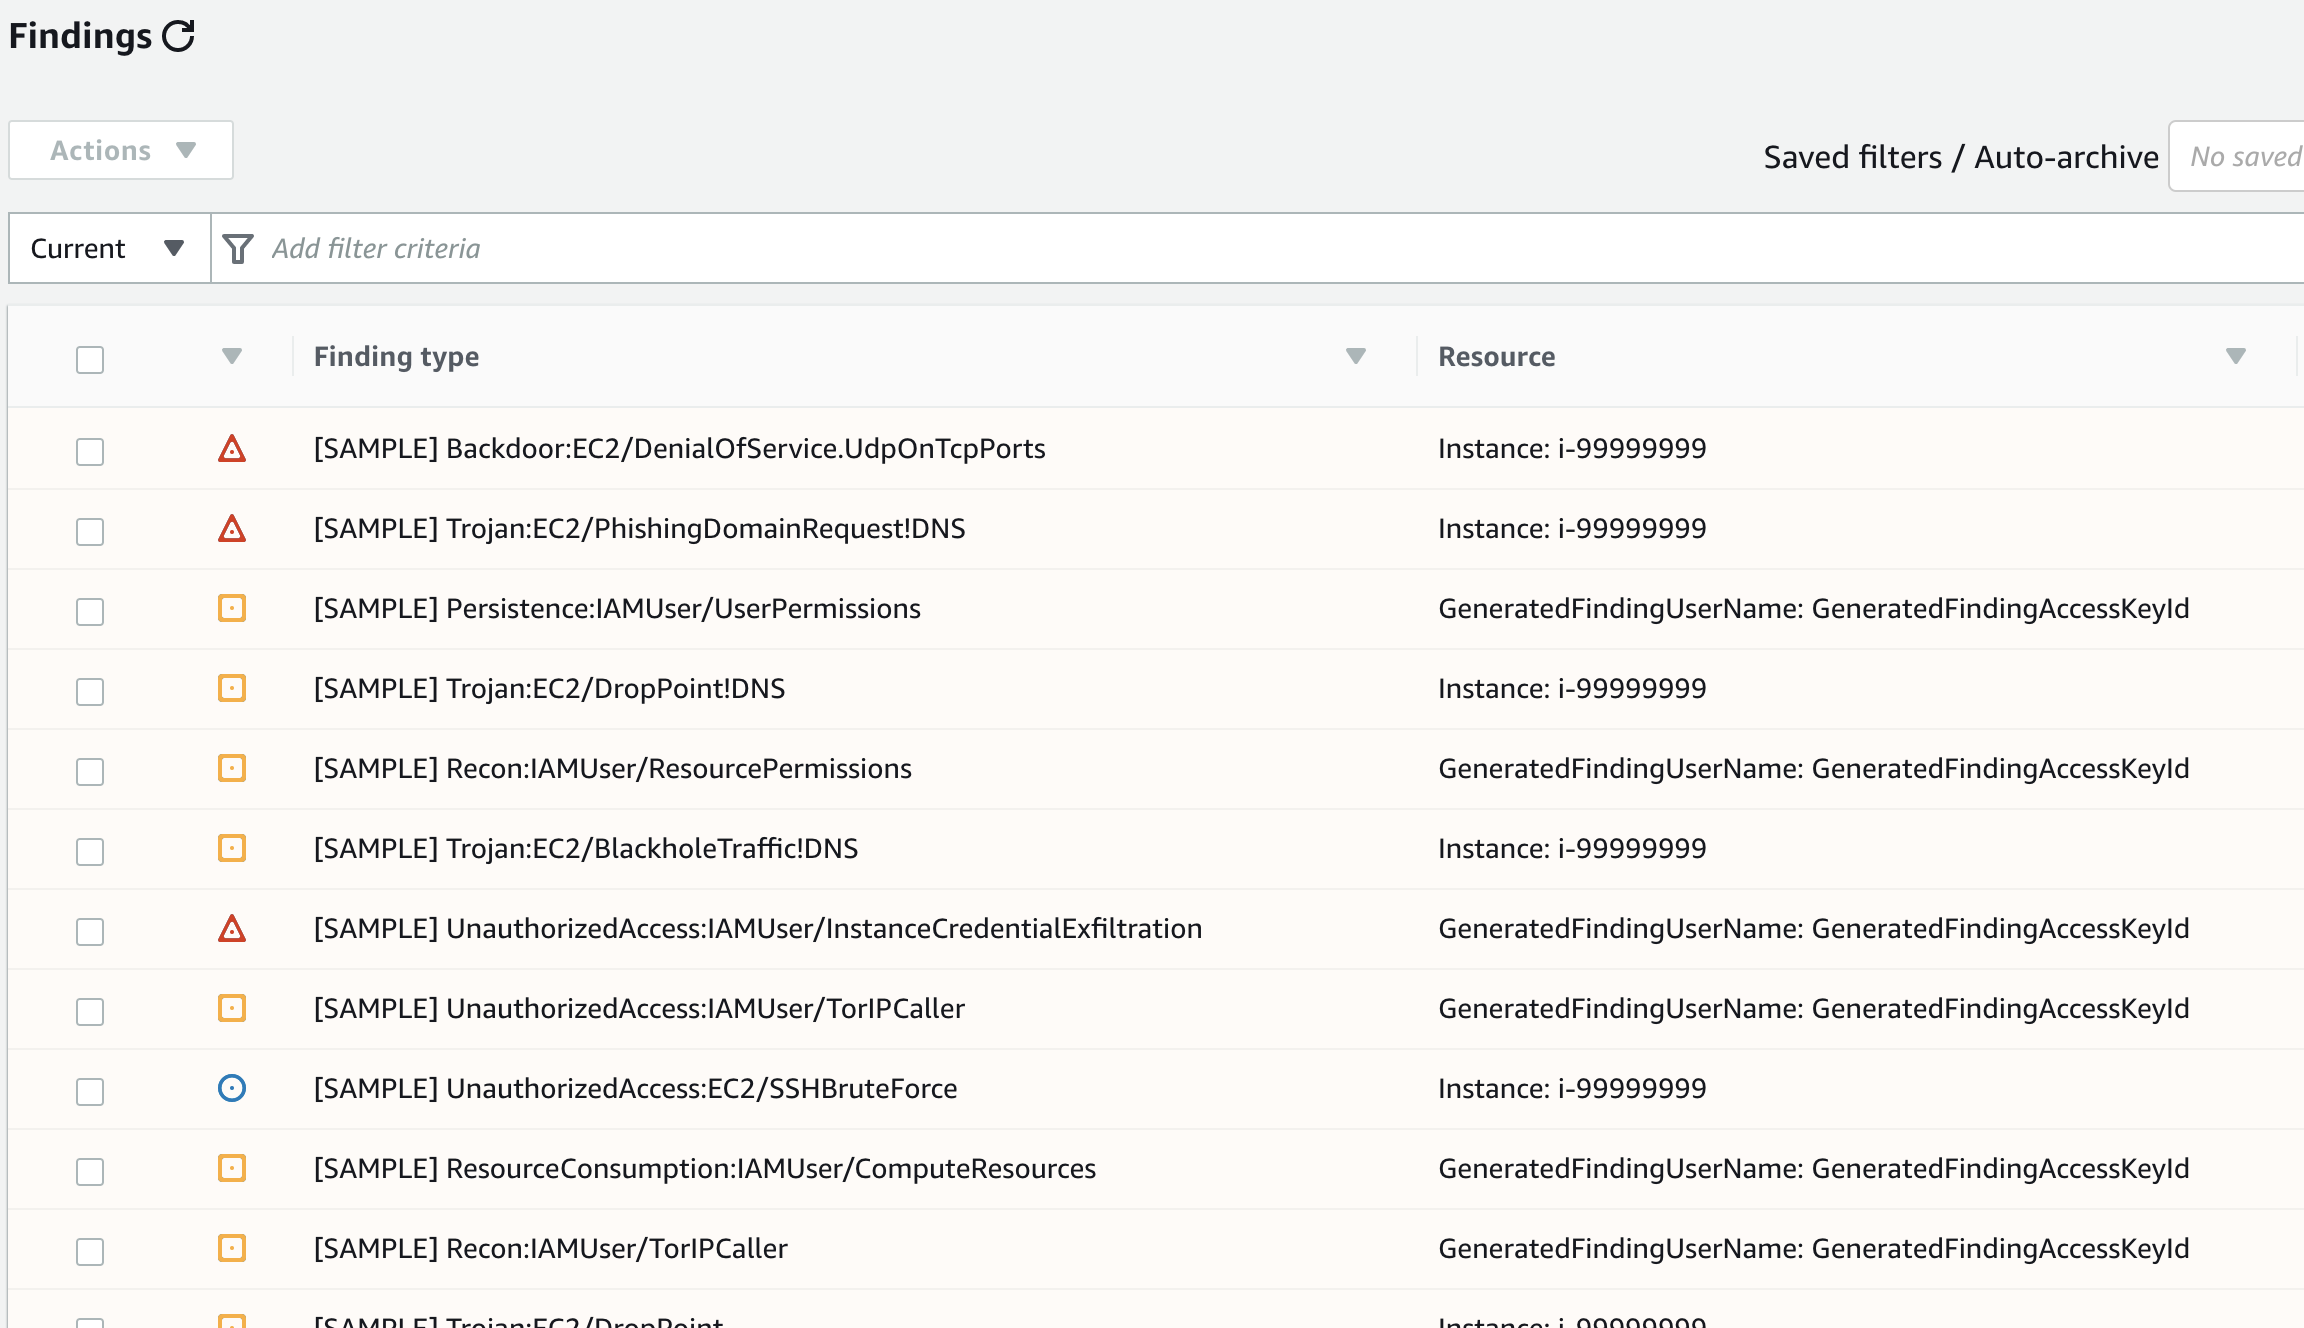 Findings
Actions
Saved filters / Auto-archive No saved
Current Add filter criteria
Finding type Resource
[SAMPLE] Backdoor:EC2/DenialOfService.UdpOnTcpPorts Instance: i-99999999
[SAMPLE] Trojan:EC2/PhishingDomainRequest!DNS Instance: i-99999999
[SAMPLE] Persistence:IAMUser/UserPermissions GeneratedFindingUserName: GeneratedFindingAccessKeyId
[SAMPLE] Trojan:EC2/DropPoint!DNS Instance: i-99999999
[SAMPLE] Recon:IAMUser/ResourcePermissions GeneratedFindingUserName: GeneratedFindingAccessKeyId
[SAMPLE] Trojan:EC2/BlackholeTraffic!DNS Instance: i-99999999
[SAMPLE] UnauthorizedAccess:IAMUser/InstanceCredentialExfiltration GeneratedFindingUserName: GeneratedFindingAccessKeyId
[SAMPLE] UnauthorizedAccess:IAMUser/TorIPCaller GeneratedFindingUserName: GeneratedFindingAccessKeyId
[SAMPLE] UnauthorizedAccess:EC2/SSHBruteForce Instance: i-99999999
[SAMPLE] ResourceConsumption:IAMUser/ComputeResources GeneratedFindingUserName: GeneratedFindingAccessKeyId
[SAMPLE] Recon:IAMUser/TorIPCaller GeneratedFindingUserName: GeneratedFindingAccessKeyId
[SAMPLE] Trojan:EC2/DropPoint Instance: i-99999999